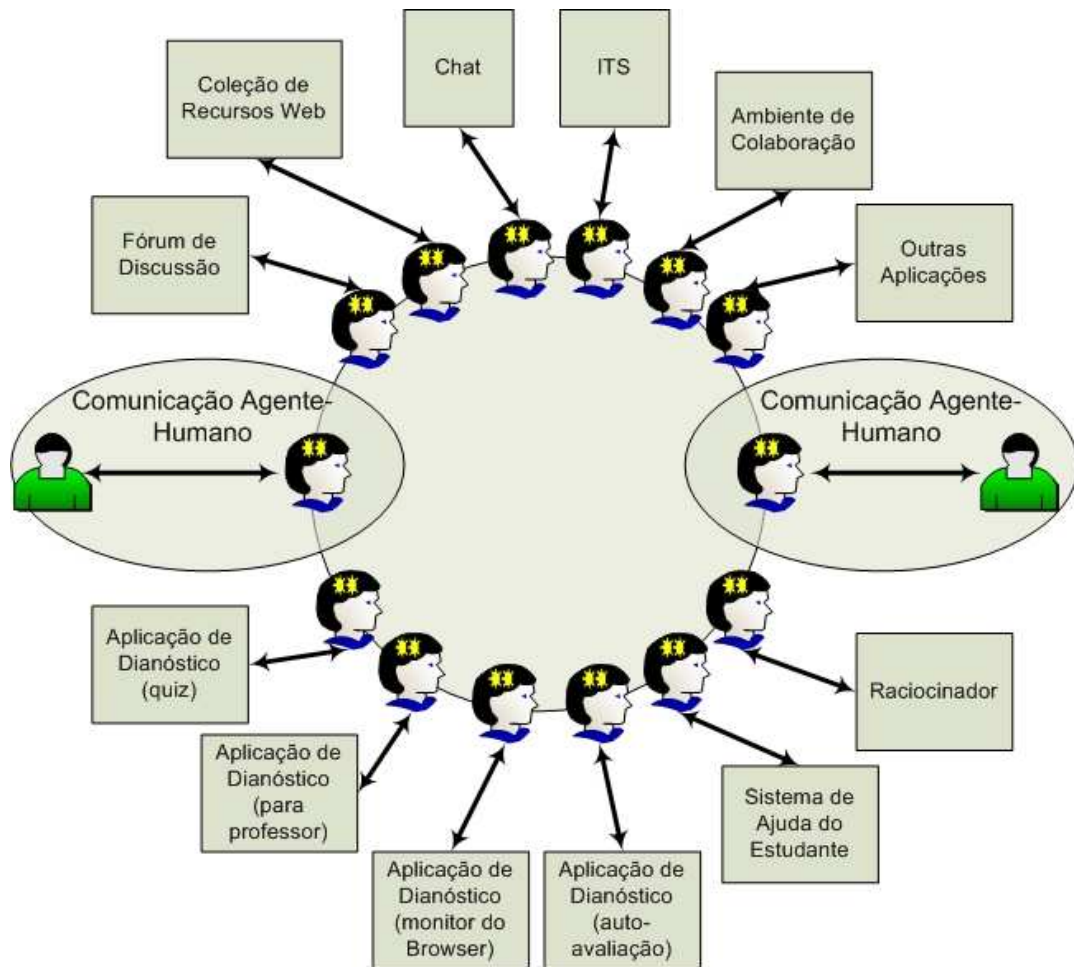 Chat
ITS
Coleção de
Recursos Web
Ambiente de
Colaboração
Fórum de
Discussão
Outras
Aplicações
Comunicação Agente-
Humano
Comunicação Agente-
Humano
Aplicação de
Dianóstico
(quiz)
Raciocinador
Aplicação de
Dianóstico
(para
professor)
Sistema de
Ajuda do
Estudante
Aplicação de
Dianóstico
(monitor do
Browser)
Aplicação de
Dianóstico
(auto-
avaliação)